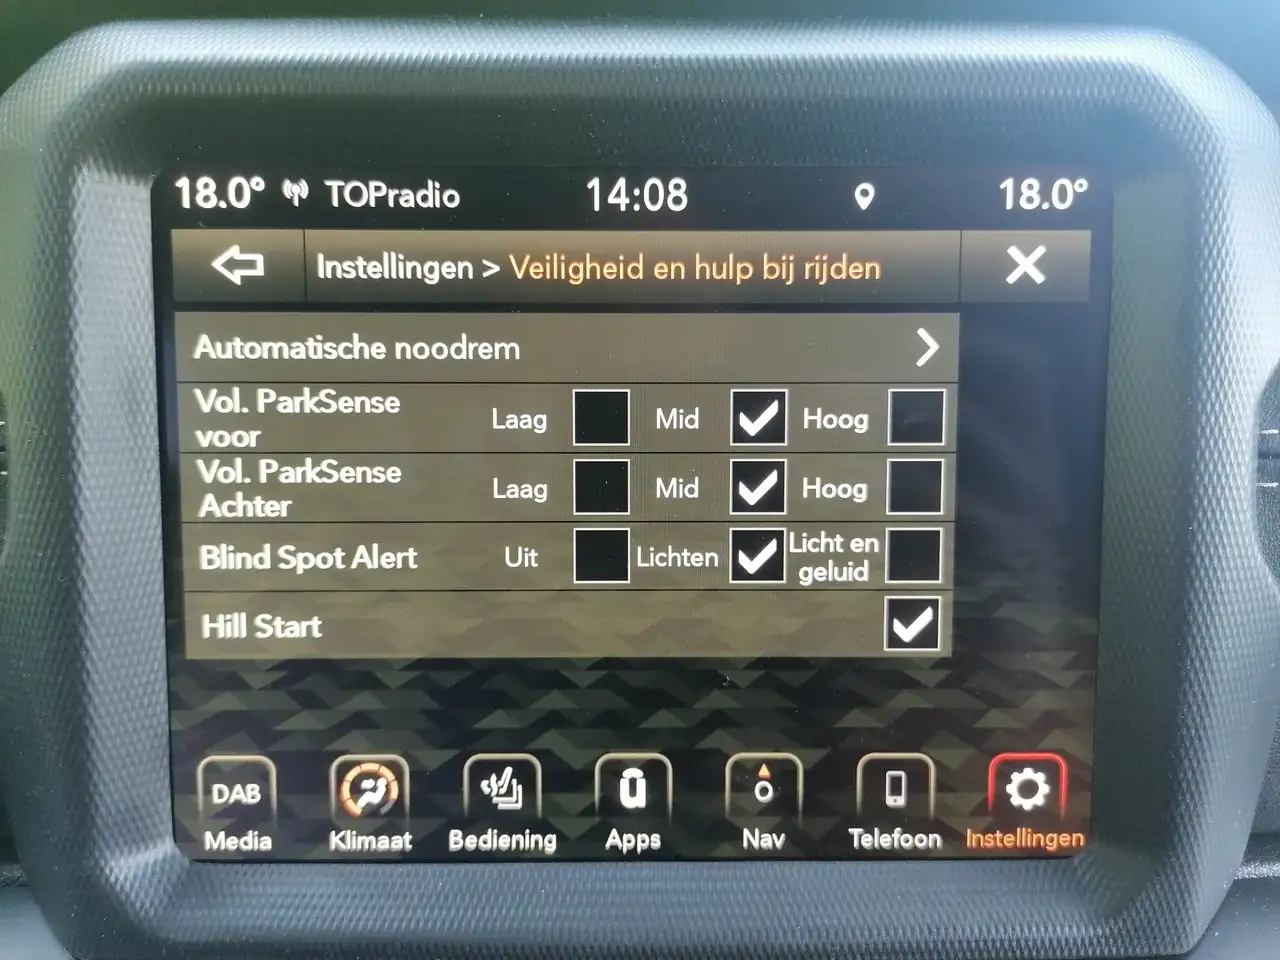 18.0° TOPradio 14:08 18.0°
Instellingen > Veiligheid en hulp bij rijden
Automatische noodrem
Vol. ParkSense
voor
Laag Mid Hoog
Vol. ParkSense
Achter
Laag Mid Hoog
Blind Spot Alert Uit Lichten Licht en
geluid
Hill Start
DAB
Media Klimaat Bediening Apps Nav Telefoon Instellingen